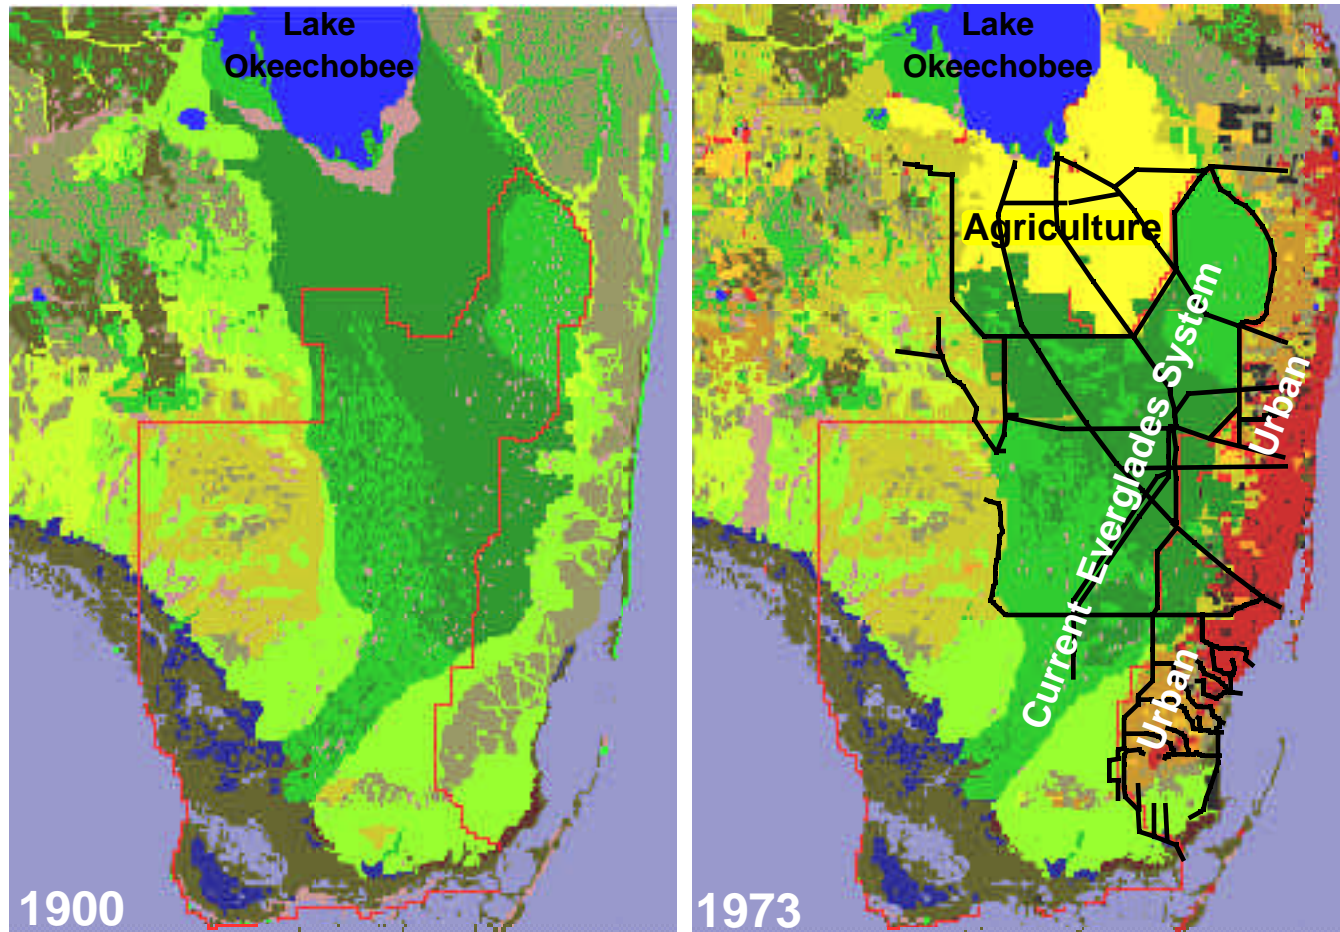 Lake
Okeechobee
1900
Lake
Okeechobee
Agriculture
Current Everglades System
Urban
Urban
1973